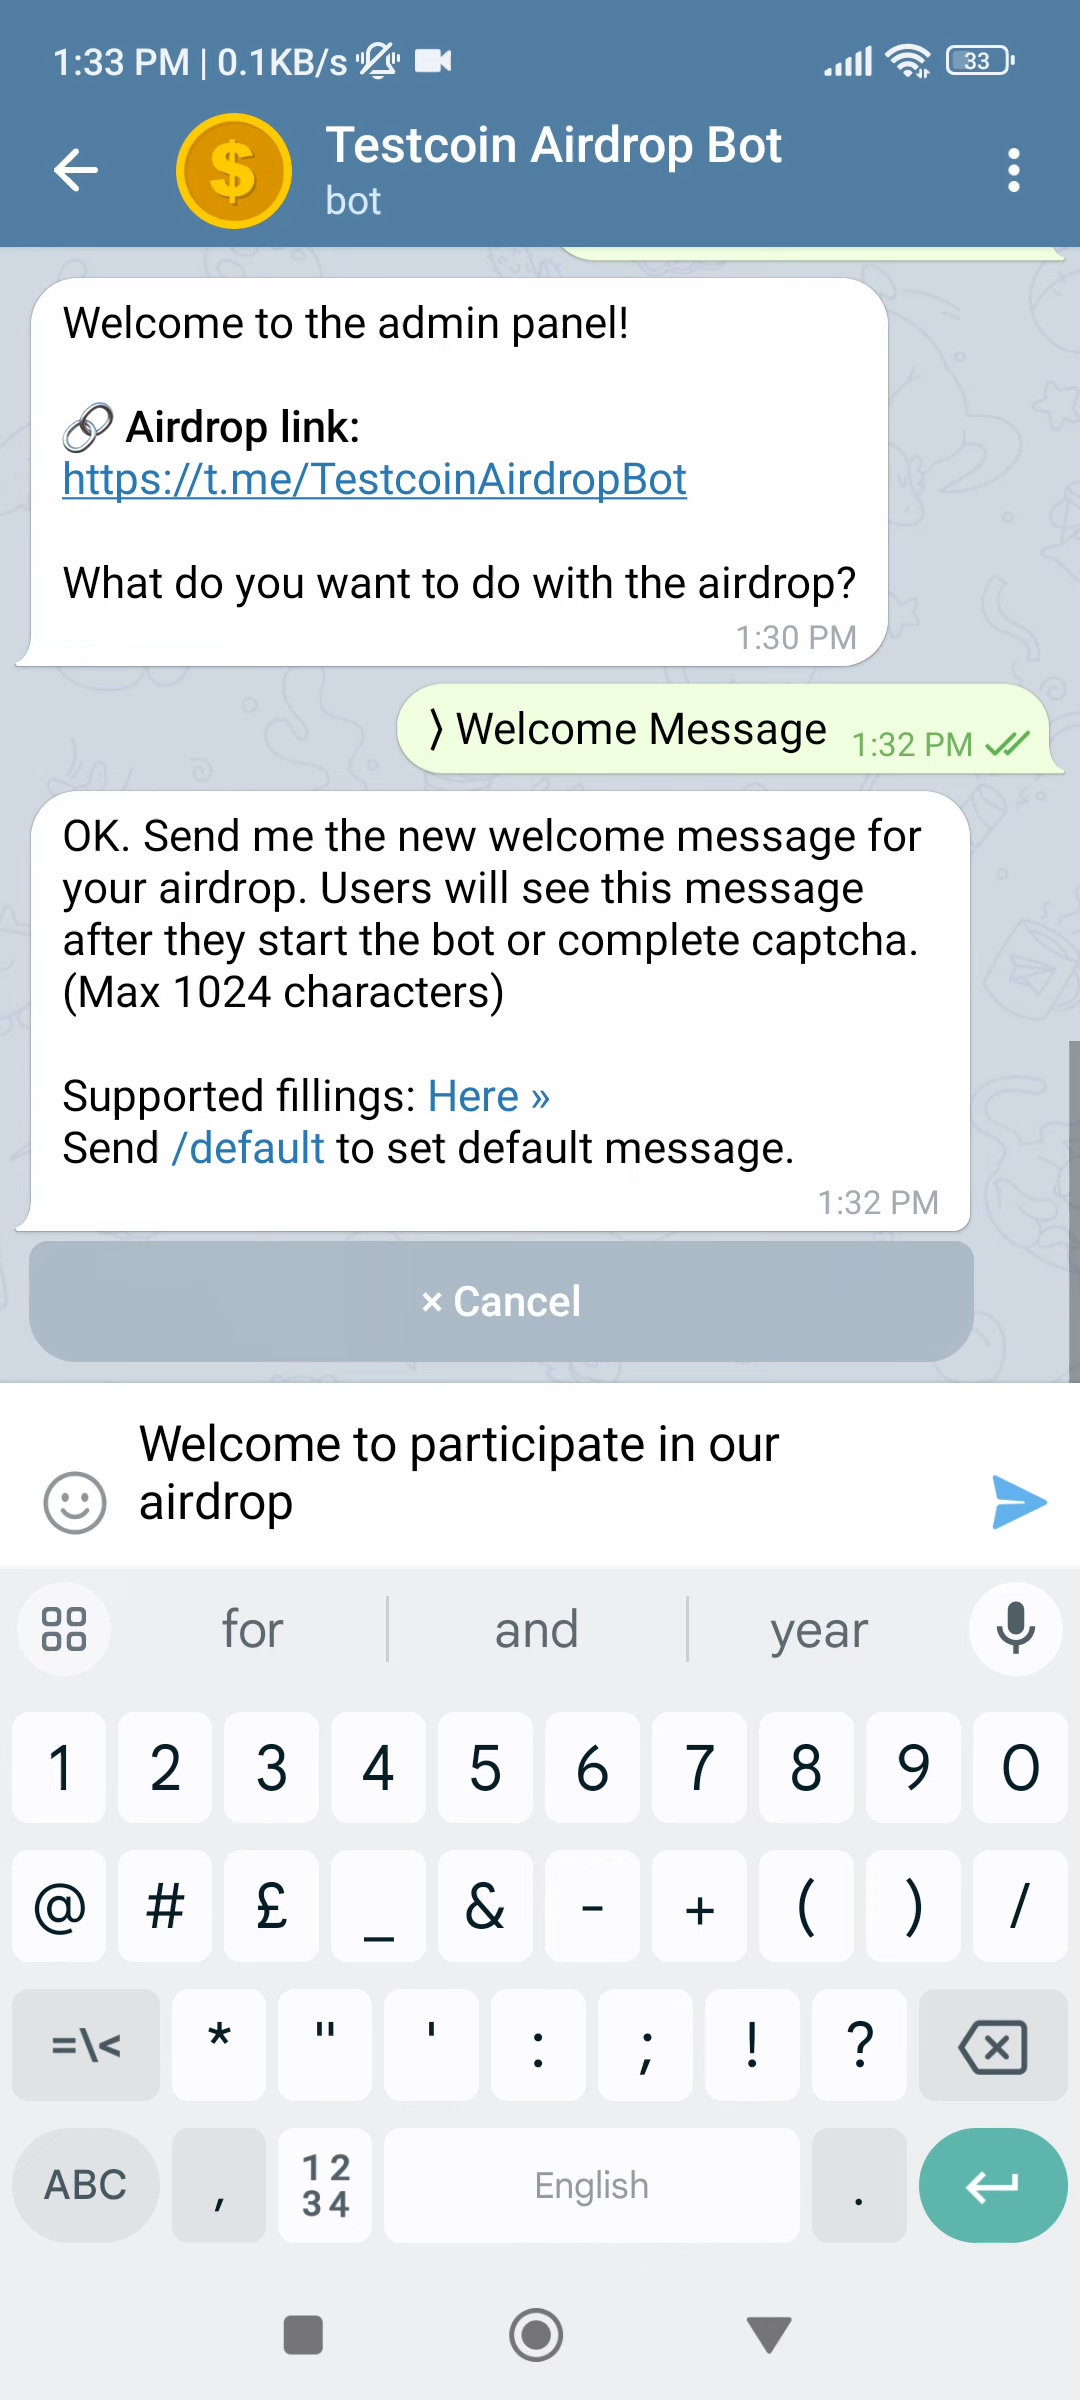 1:33 PM | 0.1KB/s
33
$
Testcoin Airdrop Bot
bot
Welcome to the admin panel!
🔗 Airdrop link:
https://t.me/TestcoinAirdropBot
What do you want to do with the airdrop?
1:30 PM
⟩ Welcome Message
1:32 PM
OK. Send me the new welcome message for
your airdrop. Users will see this message
after they start the bot or complete captcha.
(Max 1024 characters)
Supported fillings: Here »
Send /default to set default message.
1:32 PM
× Cancel
Welcome to participate in our
airdrop
for and year
1 2 3 4 5 6 7 8 9 0
@ # £ _ & - + ( ) /
=\< * " ' : ; ! ?
ABC , 1 2 3 4 English .